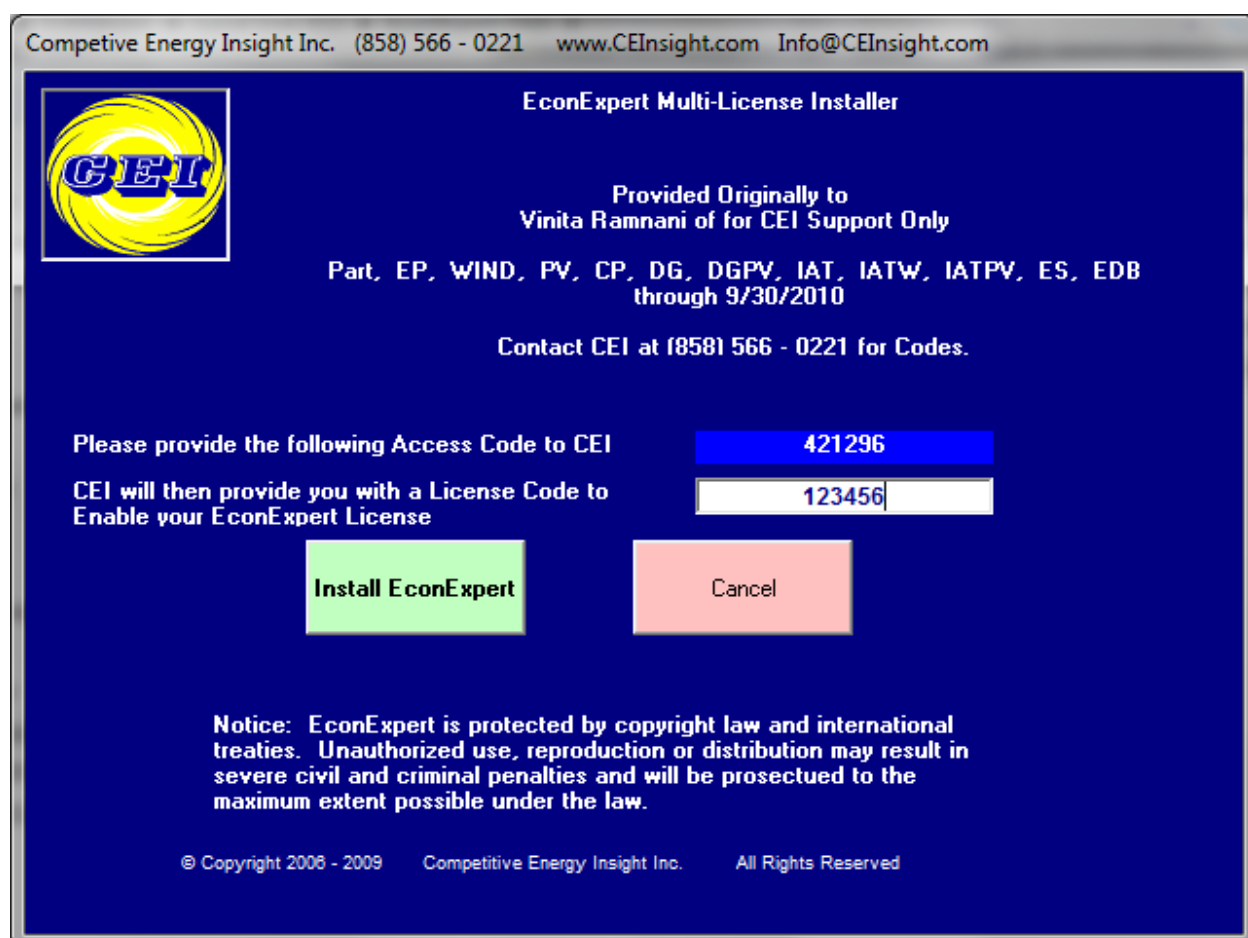 Competive Energy Insight Inc. (858) 566 - 0221 www.CEInsight.com Info@CEInsight.com
CEI
EconExpert Multi-License Installer
Provided Originally to
Vinita Ramnani of for CEI Support Only
Part, EP, WIND, PV, CP, DG, DGPV, IAT, IATW, IATPV, ES, EDB
through 9/30/2010
Contact CEI at (858) 566 - 0221 for Codes.
Please provide the following Access Code to CEI
421296
CEI will then provide you with a License Code to
Enable your EconExpert License
123456
Install EconExpert
Cancel
Notice: EconExpert is protected by copyright law and international
treaties. Unauthorized use, reproduction or distribution may result in
severe civil and criminal penalties and will be prosectued to the
maximum extent possible under the law.
© Copyright 2006 - 2009 Competitive Energy Insight Inc. All Rights Reserved